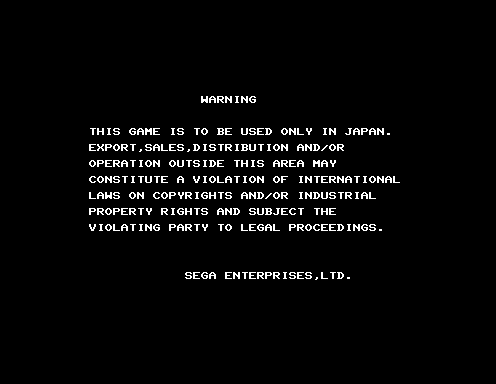 WARNING
THIS GAME IS TO BE USED ONLY IN JAPAN.
EXPORT,SALES,DISTRIBUTION AND/OR
OPERATION OUTSIDE THIS AREA MAY
CONSTITUTE A VIOLATION OF INTERNATIONAL
LAWS ON COPYRIGHTS AND/OR INDUSTRIAL
PROPERTY RIGHTS AND SUBJECT THE
VIOLATING PARTY TO LEGAL PROCEEDINGS.
SEGA ENTERPRISES,LTD.